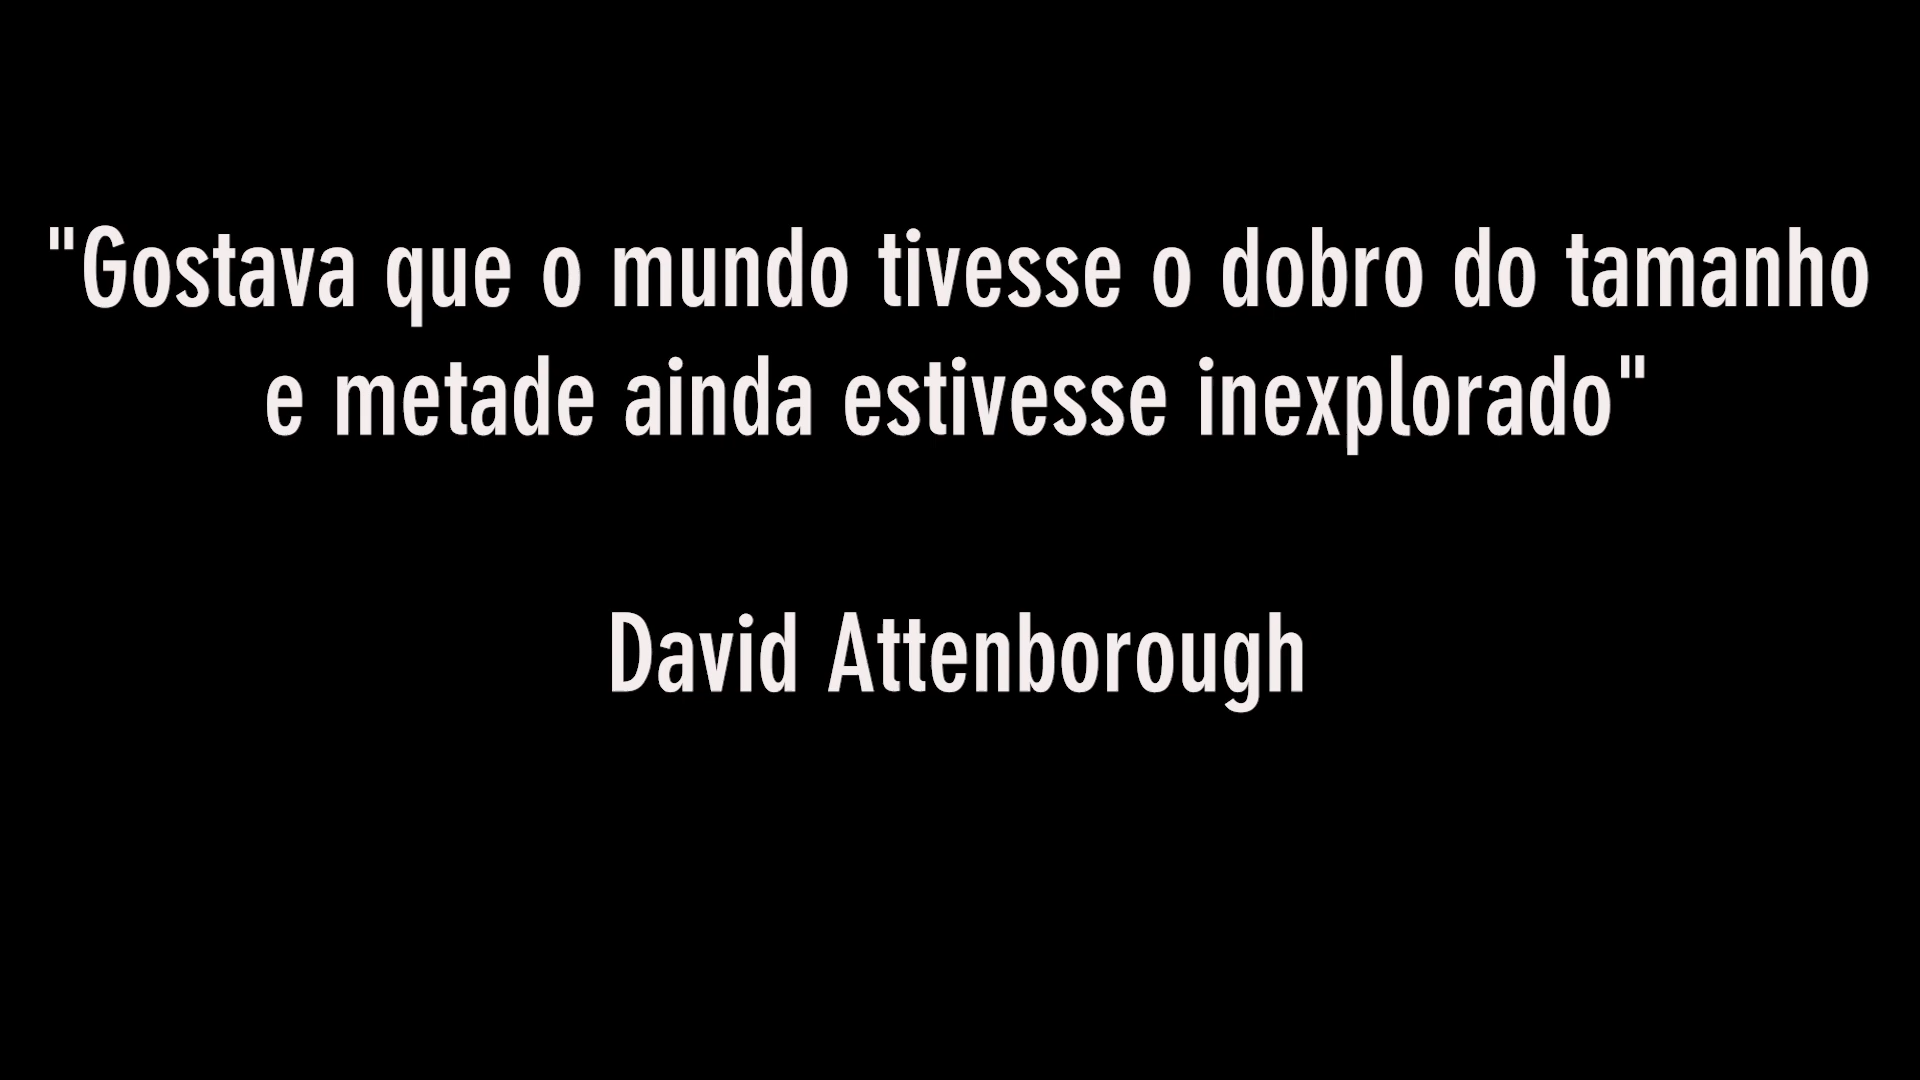 "Gostava que o mundo tivesse o dobro do tamanho
e metade ainda estivesse inexplorado"
David Attenborough